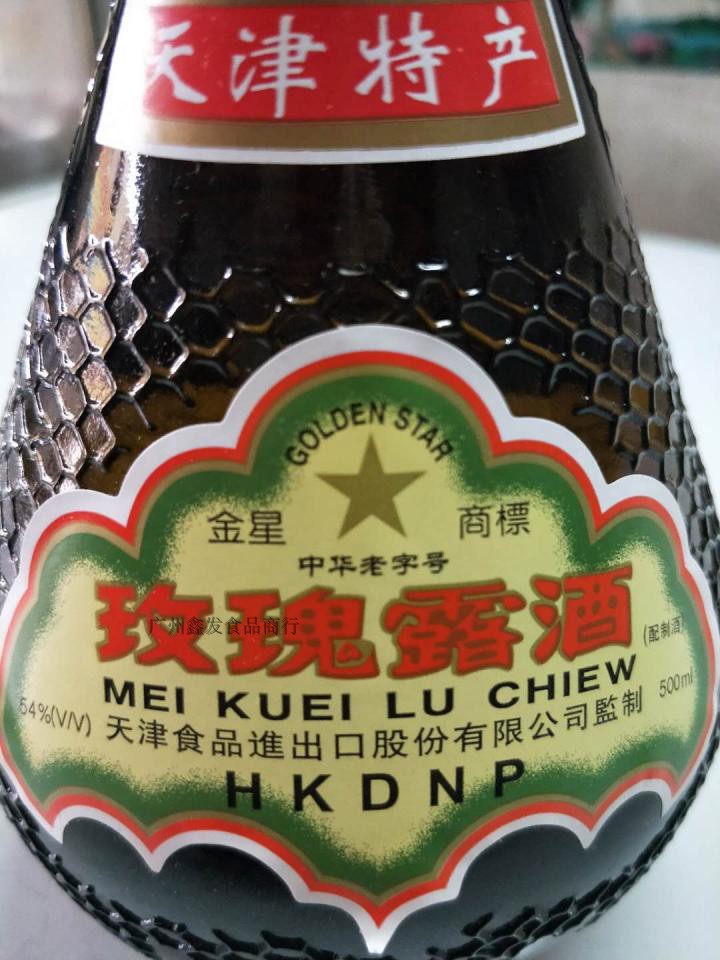 天津特产
GOLDEN STAR
金星 商標
中华老字号
玫瑰露酒 (配制酒)
广州鑫发食品商行
MEI KUEI LU CHIEW
54%(V/V) 500ml
天津食品進出口股份有限公司監制
HKDNP